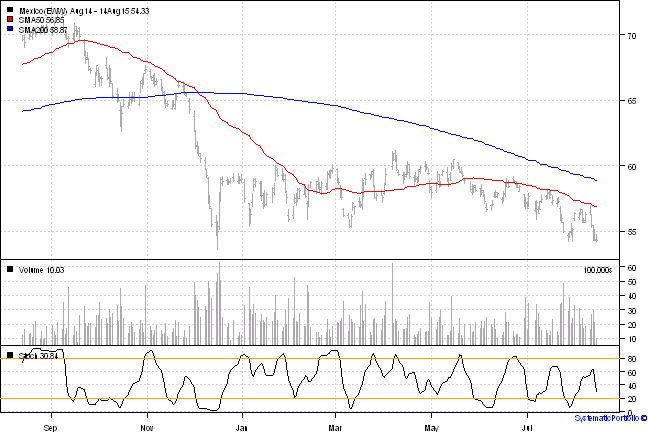 Mexico(EWW) Aug14 - 14Aug15 54.33
SMA50 56.85
SMA200 58.87
70
65
60
55
Volume 10.03
100,000s
60
50
40
30
20
10
Stoch 30.84
80
60
40
20
0
Sep
Nov
Jan
Mar
May
Jul
SystematicPortfolio ©